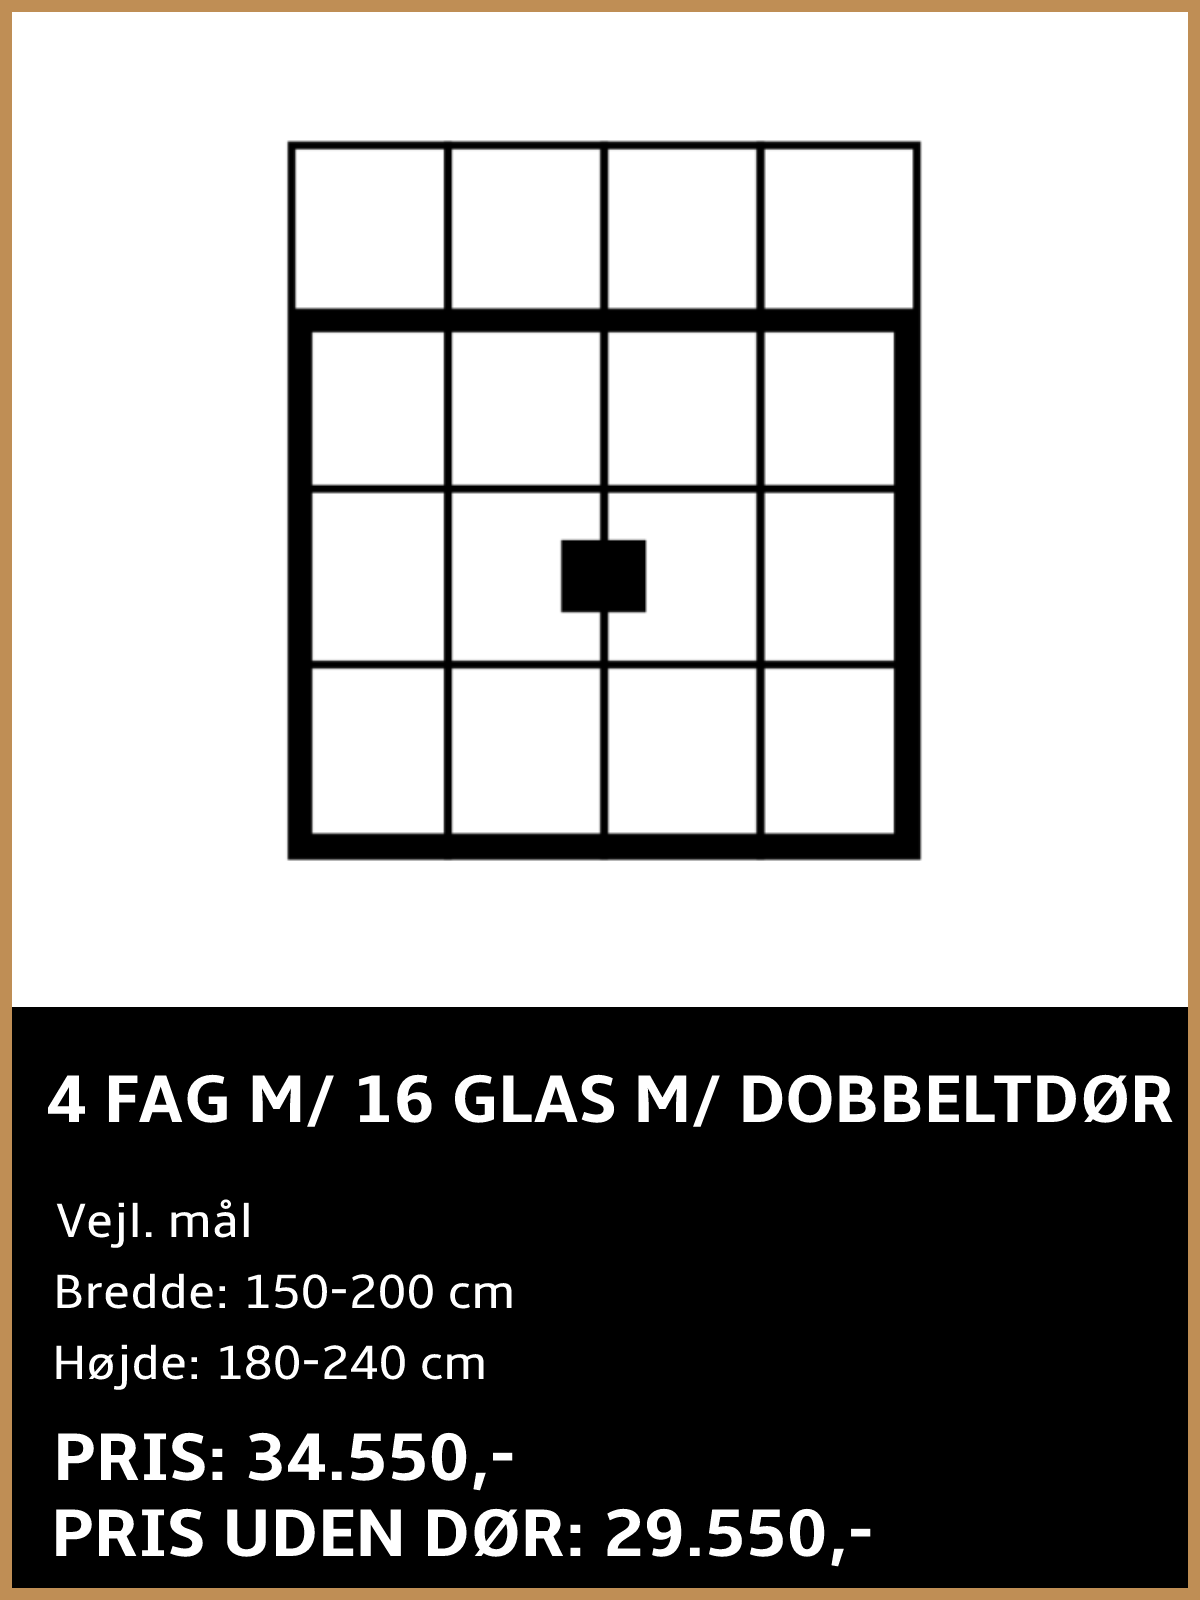 4 FAG M/ 16 GLAS M/ DOBBELTDØR
Vejl. mål
Bredde: 150-200 cm
Højde: 180-240 cm
PRIS: 34.550,-
PRIS UDEN DØR: 29.550,-